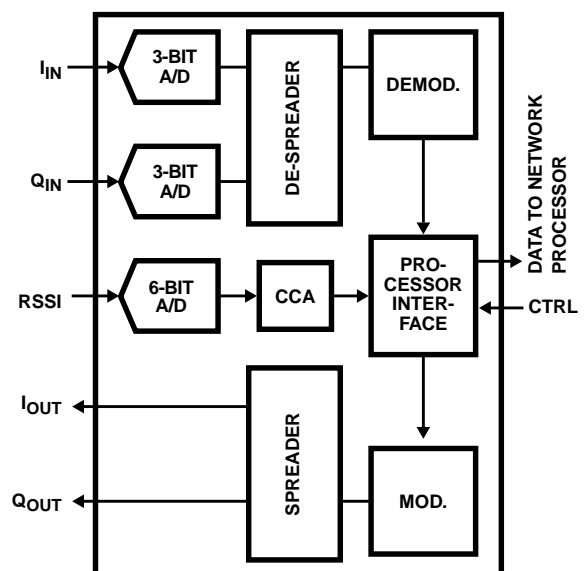 I_IN
3-BIT
A/D
DE-SPREADER
DEMOD.
Q_IN
3-BIT
A/D
DATA TO NETWORK
PROCESSOR
RSSI
6-BIT
A/D
CCA
PRO-
CESSOR
INTER-
FACE
CTRL
I_OUT
SPREADER
Q_OUT
MOD.